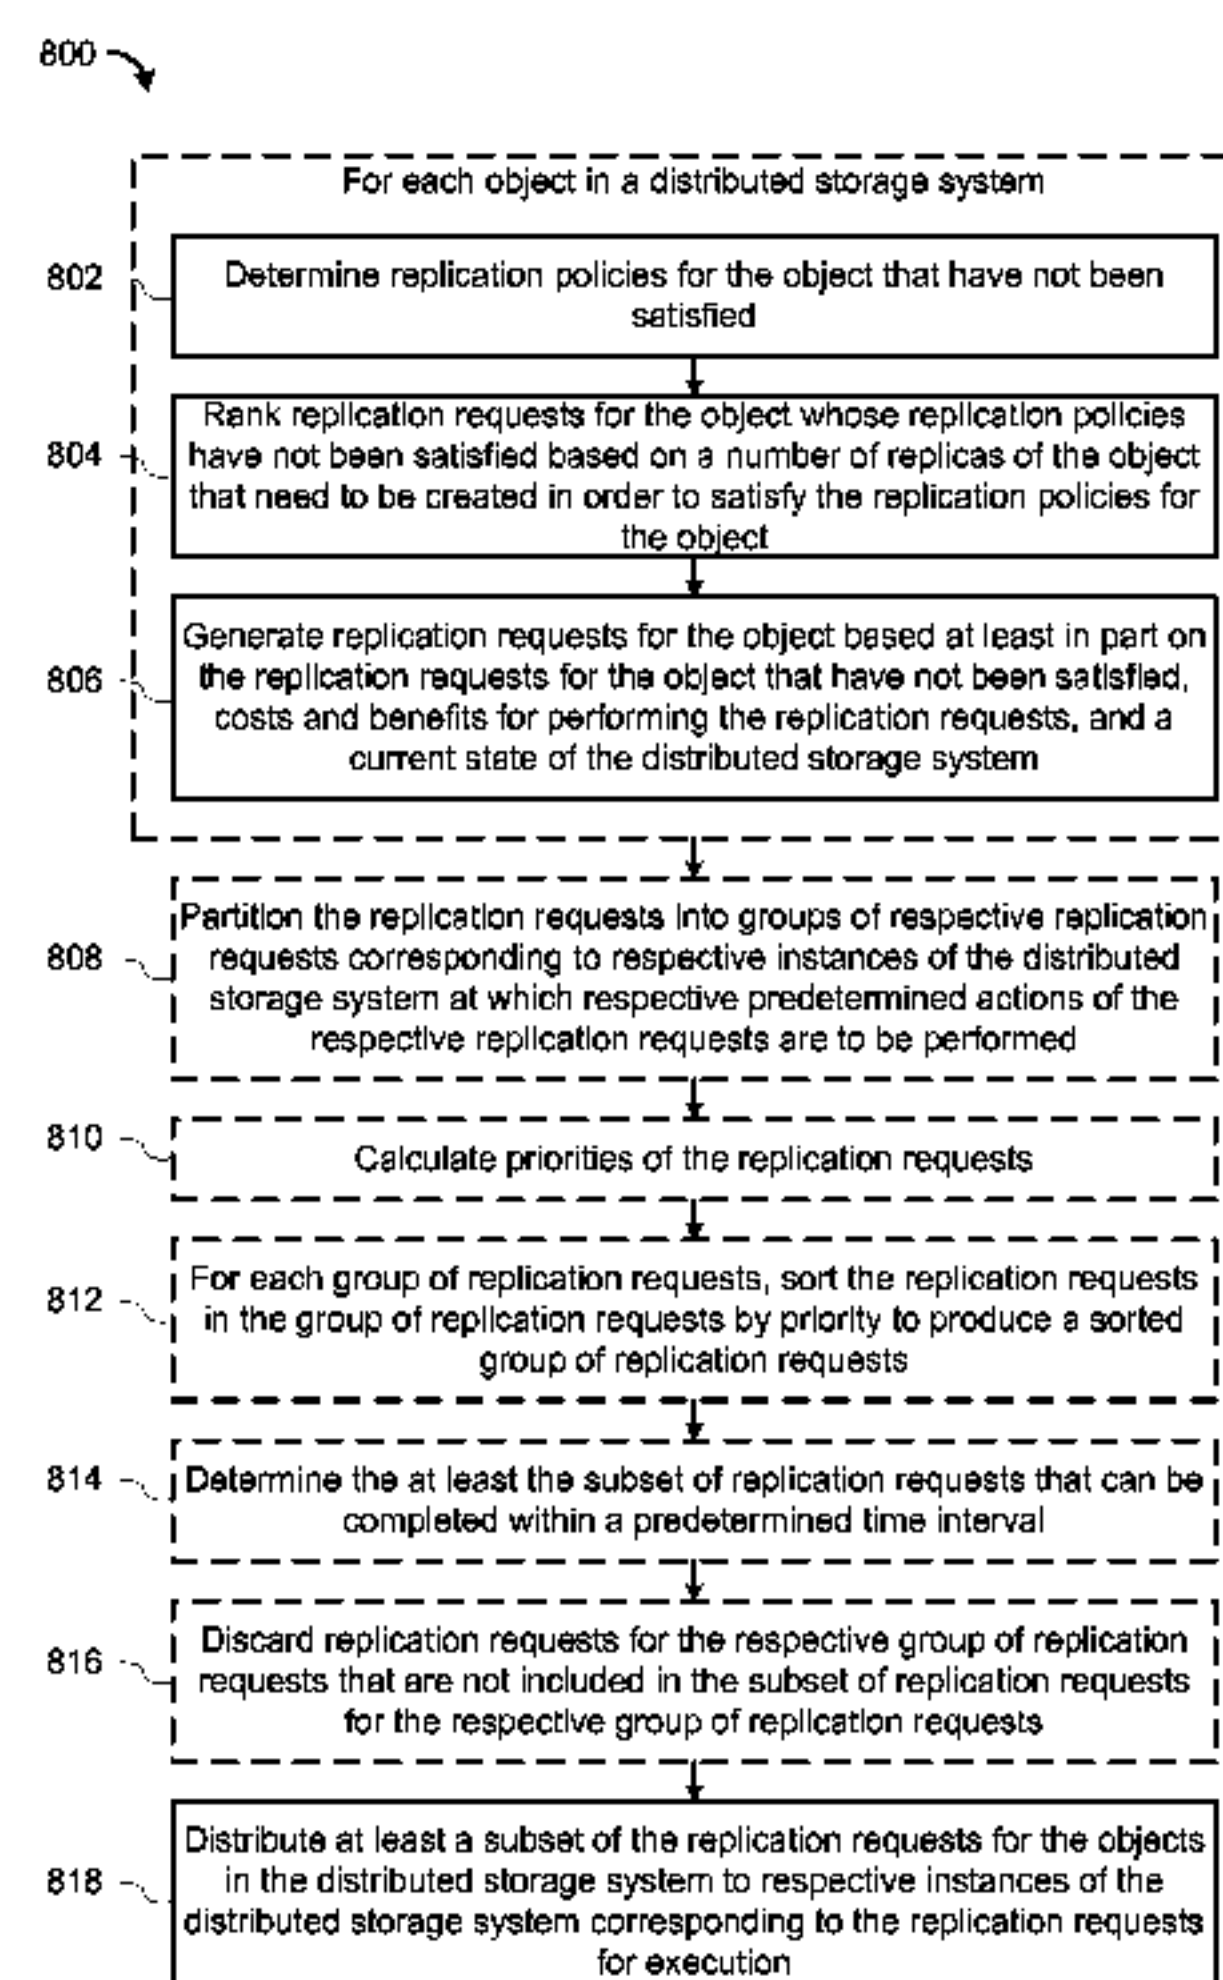 800
For each object in a distributed storage system
802
Determine replication policies for the object that have not been
satisfied
804
Rank replication requests for the object whose replication policies
have not been satisfied based on a number of replicas of the object
that need to be created in order to satisfy the replication policies for
the object
806
Generate replication requests for the object based at least in part on
the replication requests for the object that have not been satisfied,
costs and benefits for performing the replication requests, and a
current state of the distributed storage system
808
Partition the replication requests into groups of respective replication
requests corresponding to respective instances of the distributed
storage system at which respective predetermined actions of the
respective replication requests are to be performed
810
Calculate priorities of the replication requests
812
For each group of replication requests, sort the replication requests
in the group of replication requests by priority to produce a sorted
group of replication requests
814
Determine the at least the subset of replication requests that can be
completed within a predetermined time interval
816
Discard replication requests for the respective group of replication
requests that are not included in the subset of replication requests
for the respective group of replication requests
818
Distribute at least a subset of the replication requests for the objects
in the distributed storage system to respective instances of the
distributed storage system corresponding to the replication requests
for execution